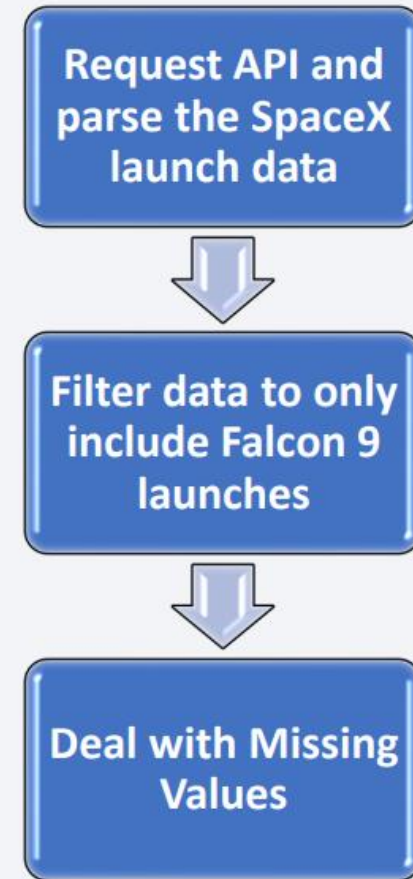 Request API and
parse the SpaceX
launch data
Filter data to only
include Falcon 9
launches
Deal with Missing
Values